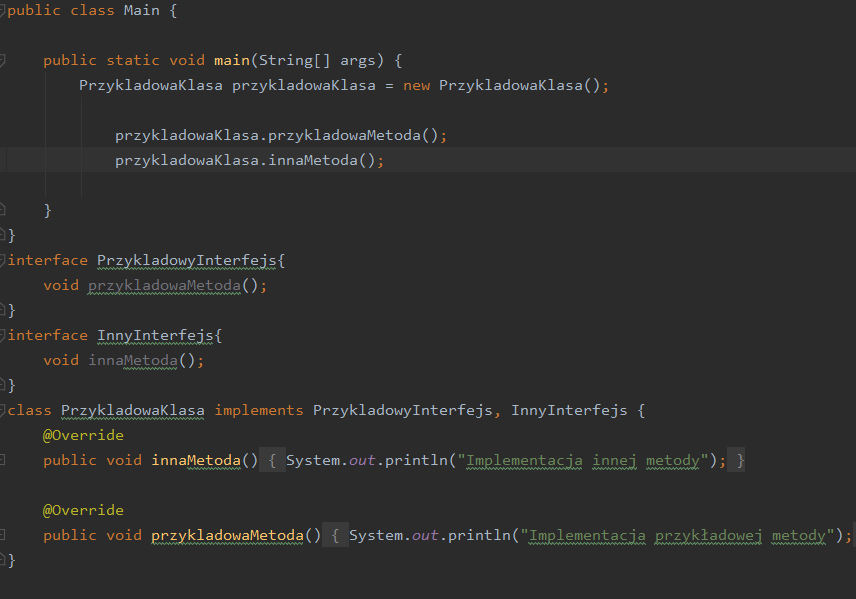 public class Main {
public static void main(String[] args) {
PrzykladowaKlasa przykladowaKlasa = new PrzykladowaKlasa();
przykladowaKlasa.przykladowaMetoda();
przykladowaKlasa.innaMetoda();
}
}
interface PrzykladowyInterfejs{
void przykladowaMetoda();
}
interface InnyInterfejs{
void innaMetoda();
}
class PrzykladowaKlasa implements PrzykladowyInterfejs, InnyInterfejs {
@Override
public void innaMetoda() { System.out.println("Implementacja innej metody"); }
@Override
public void przykladowaMetoda() { System.out.println("Implementacja przykładowej metody");
}